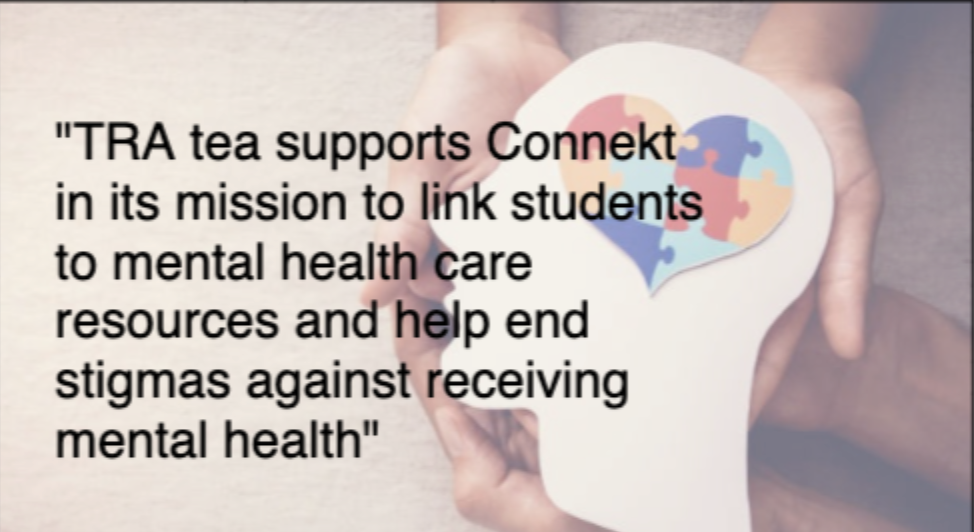 "TRA tea supports Connekt
in its mission to link students
to mental health care
resources and help end
stigmas against receiving
mental health"